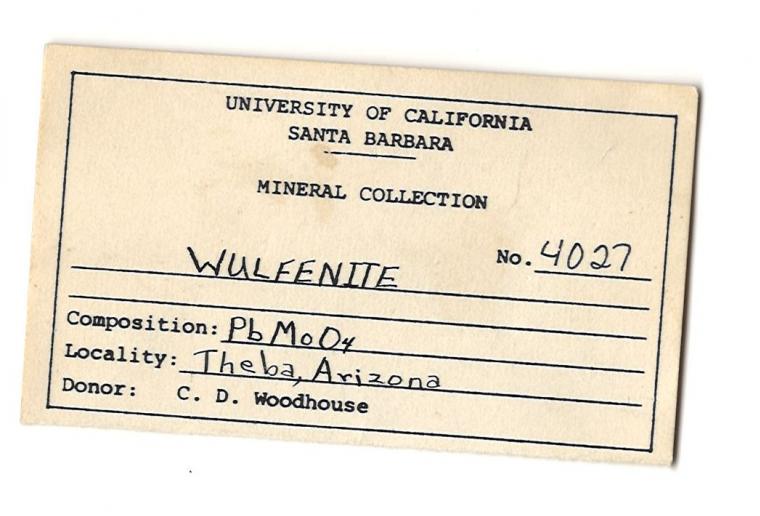 UNIVERSITY OF CALIFORNIA
SANTA BARBARA
MINERAL COLLECTION
No. 4027
WULFENITE
Composition: PbMoO4
Locality: Theba, Arizona
Donor: C. D. Woodhouse